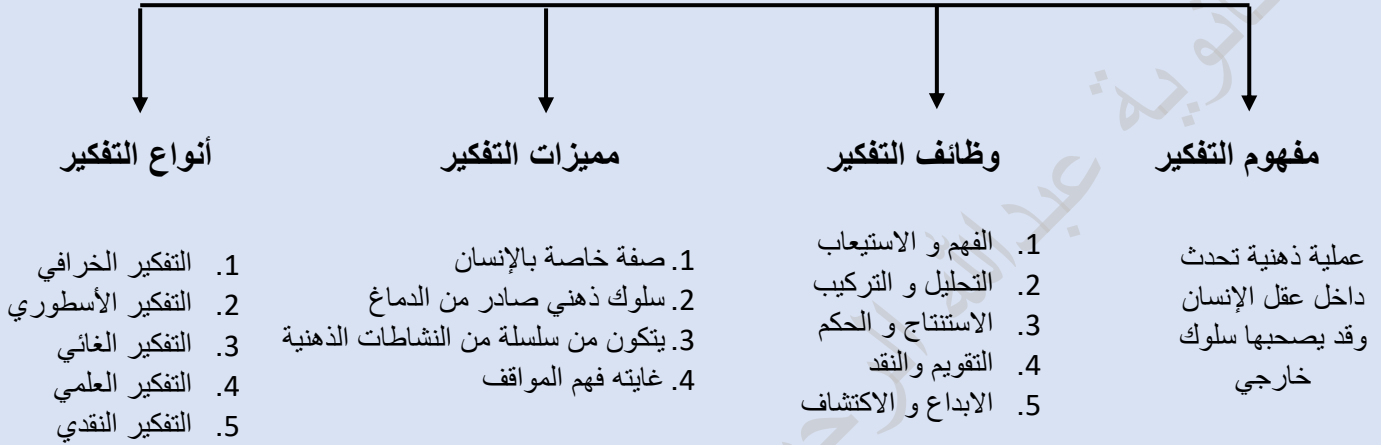 مفهوم التفكير
عملية ذهنية تحدث
داخل عقل الإنسان
وقد يصحبها سلوك
خارجي
وظائف التفكير
1. الفهم و الاستيعاب
2. التحليل و التركيب
3. الاستنتاج و الحكم
4. التقويم والنقد
5. الابداع و الاكتشاف
مميزات التفكير
1. صفة خاصة بالإنسان
2. سلوك ذهني صادر من الدماغ
3. يتكون من سلسلة من النشاطات الذهنية
4. غايته فهم المواقف
أنواع التفكير
1. التفكير الخرافي
2. التفكير الأسطوري
3. التفكير الغائي
4. التفكير العلمي
5. التفكير النقدي
عبدالله